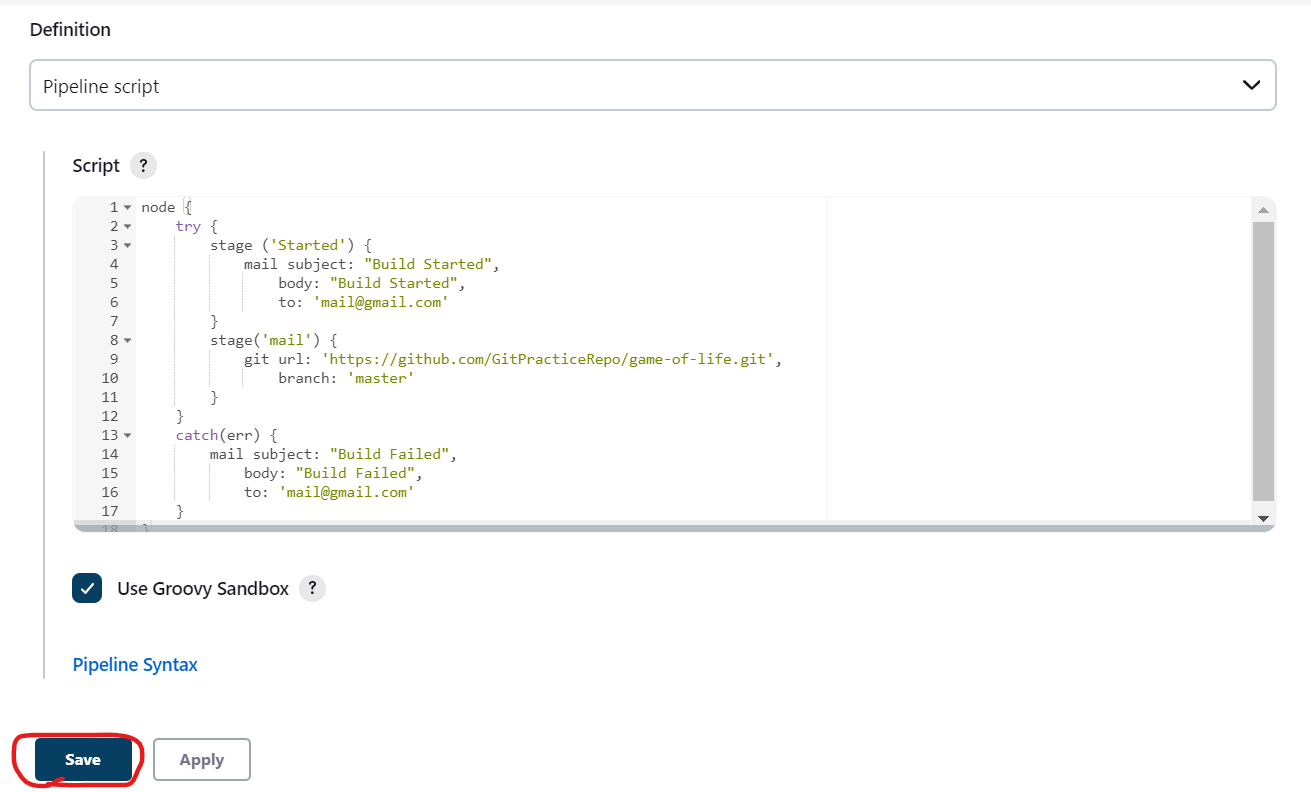 Definition
Pipeline script
Script ?
1 node {
2     try {
3         stage ('Started') {
4             mail subject: "Build Started",
5                 body: "Build Started",
6                 to: 'mail@gmail.com'
7         }
8         stage('mail') {
9             git url: 'https://github.com/GitPracticeRepo/game-of-life.git',
10                 branch: 'master'
11         }
12     }
13     catch(err) {
14         mail subject: "Build Failed",
15             body: "Build Failed",
16             to: 'mail@gmail.com'
17     }
18 }
Use Groovy Sandbox ?
Pipeline Syntax
Save Apply